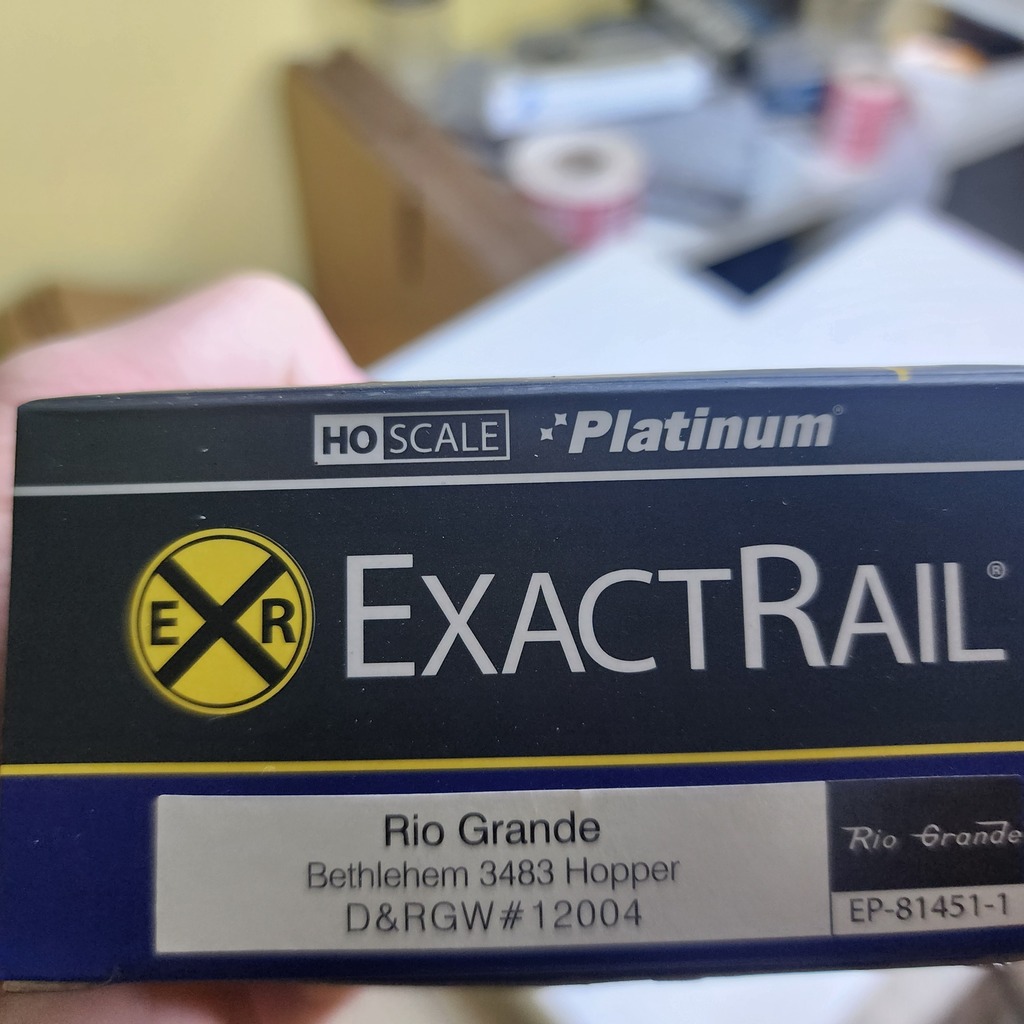 HO SCALE Platinum®
E R EXACTRAIL®
Rio Grande
Bethlehem 3483 Hopper
D&RGW#12004
Rio Grande
EP-81451-1